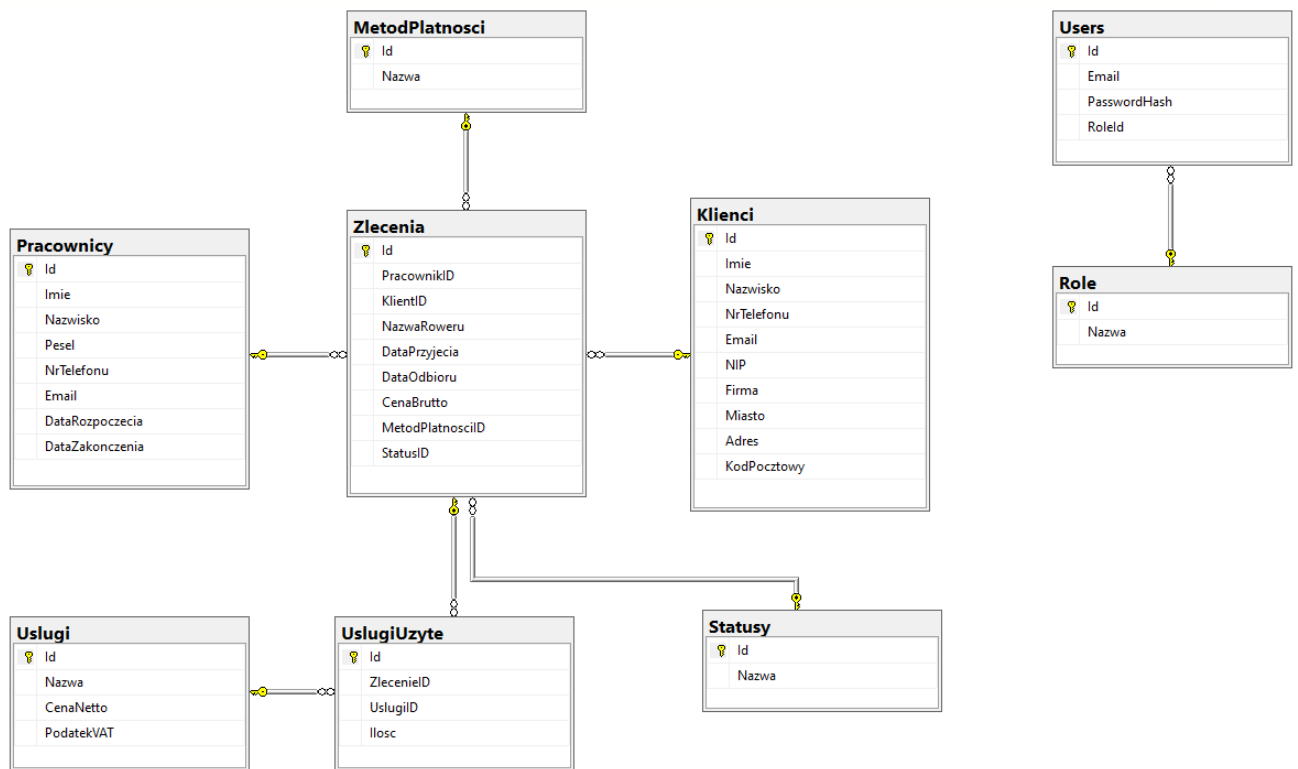 MetodPlatnosci
Id
Nazwa
Users
Id
Email
PasswordHash
RoleId
Pracownicy
Id
Imie
Nazwisko
Pesel
NrTelefonu
Email
DataRozpoczecia
DataZakonczenia
Zlecenia
Id
PracownikID
KlientID
NazwaRoweru
DataPrzyjecia
DataOdbioru
CenaBrutto
MetodPlatnosciID
StatusID
Klienci
Id
Imie
Nazwisko
NrTelefonu
Email
NIP
Firma
Miasto
Adres
KodPocztowy
Role
Id
Nazwa
Uslugi
Id
Nazwa
CenaNetto
PodatekVAT
UslugiUzyte
Id
ZlecenieID
UslugiID
Ilosc
Statusy
Id
Nazwa